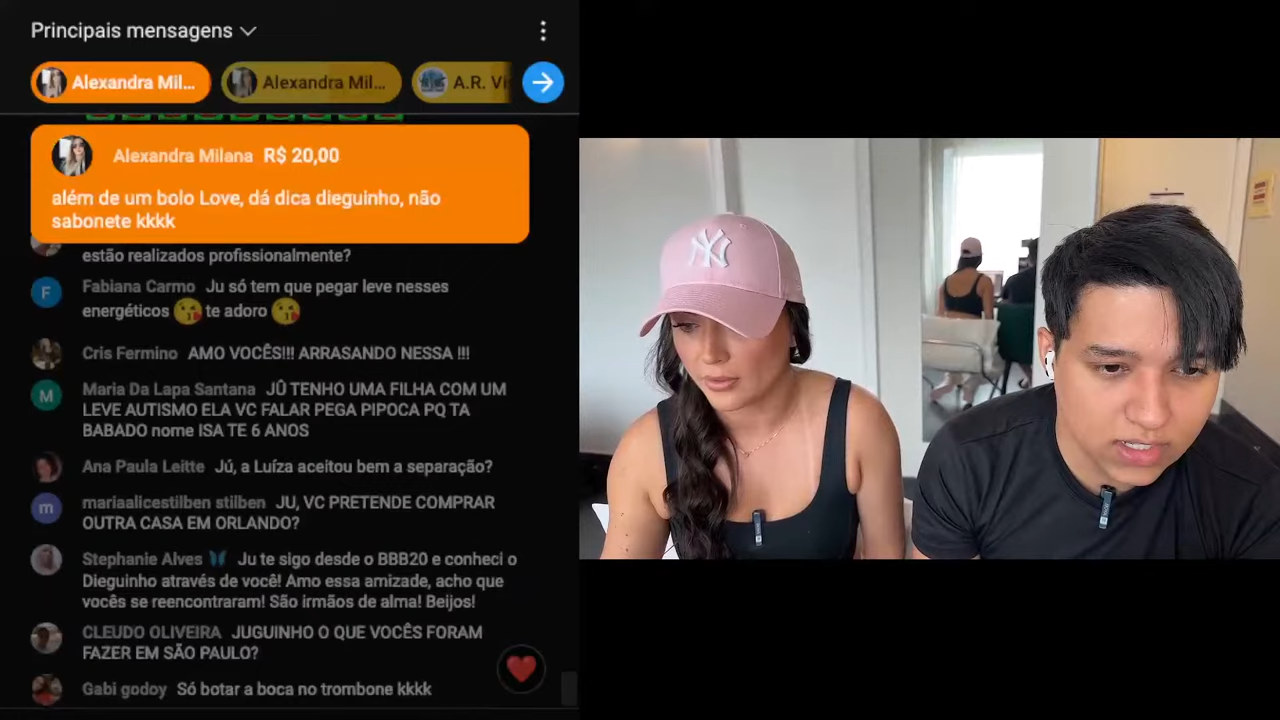 Principais mensagens
Alexandra Mil...
Alexandra Mil...
A.R. Vi
Alexandra Milana R$ 20,00
além de um bolo Love, dá dica dieguinho, não
sabonete kkkk
estão realizados profissionalmente?
F Fabiana Carmo Ju só tem que pegar leve nesses
energéticos 😘 te adoro 😘
Cris Fermino AMO VOCÊS!!! ARRASANDO NESSA !!!
M Maria Da Lapa Santana JÛ TENHO UMA FILHA COM UM
LEVE AUTISMO ELA VC FALAR PEGA PIPOCA PQ TA
BABADO nome ISA TE 6 ANOS
Ana Paula Leitte Jú, a Luíza aceitou bem a separação?
m mariaalicestilben stilben JU, VC PRETENDE COMPRAR
OUTRA CASA EM ORLANDO?
Stephanie Alves 🦋 Ju te sigo desde o BBB20 e conheci o
Dieguinho através de você! Amo essa amizade, acho que
vocês se reencontraram! São irmãos de alma! Beijos!
CLEUDO OLIVEIRA JUGUINHO O QUE VOCÊS FORAM
FAZER EM SÃO PAULO?
Gabi godoy Só botar a boca no trombone kkkk
NY